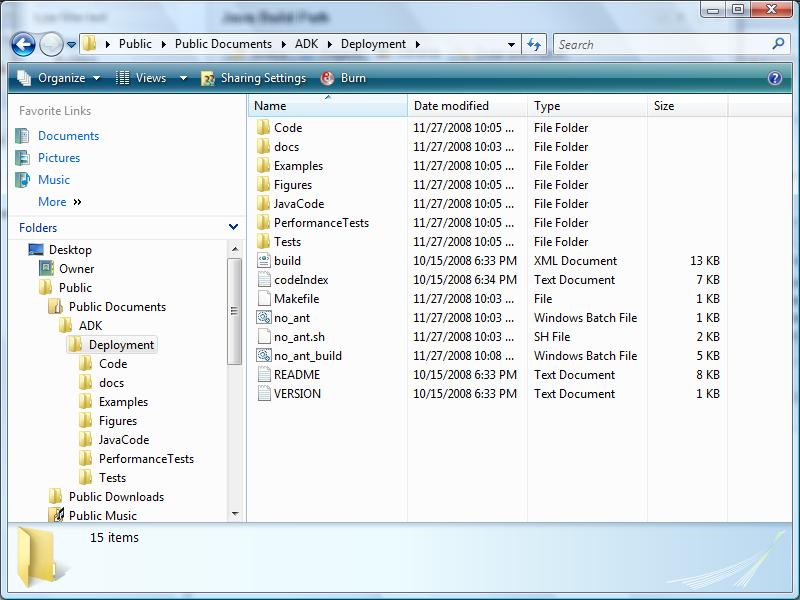 Java Build Path
Public Public Documents ADK Deployment Search
Organize Views Sharing Settings Burn
Favorite Links
Documents
Pictures
Music
More »
Folders
Desktop
Owner
Public
Public Documents
ADK
Deployment
Code
docs
Examples
Figures
JavaCode
PerformanceTests
Tests
Public Downloads
Public Music
Name Date modified Type Size
Code 11/27/2008 10:05 ... File Folder
docs 11/27/2008 10:03 ... File Folder
Examples 11/27/2008 10:05 ... File Folder
Figures 11/27/2008 10:05 ... File Folder
JavaCode 11/27/2008 10:05 ... File Folder
PerformanceTests 11/27/2008 10:05 ... File Folder
Tests 11/27/2008 10:05 ... File Folder
build 10/15/2008 6:33 PM XML Document 13 KB
codeIndex 10/15/2008 6:34 PM Text Document 7 KB
Makefile 11/27/2008 10:03 ... File 1 KB
no_ant 11/27/2008 10:03 ... Windows Batch File 1 KB
no_ant.sh 11/27/2008 10:03 ... SH File 2 KB
no_ant_build 11/27/2008 10:08 ... Windows Batch File 5 KB
README 10/15/2008 6:33 PM Text Document 8 KB
VERSION 10/15/2008 6:33 PM Text Document 1 KB
15 items